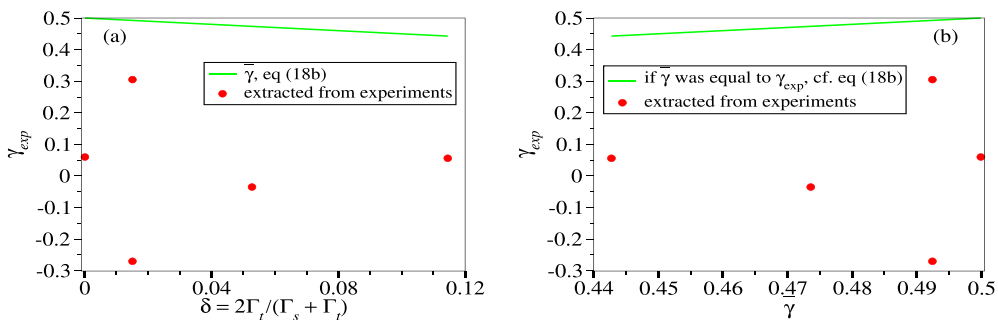 (a)
γ̄, eq (18b)
extracted from experiments
γexp
0.5
0.4
0.3
0.2
0.1
0
-0.1
-0.2
-0.3
0
0.04
0.08
0.12
δ = 2Γt/(Γs + Γt)
(b)
if γ̄ was equal to γexp, cf. eq (18b)
extracted from experiments
γexp
0.5
0.4
0.3
0.2
0.1
0
-0.1
-0.2
-0.3
0.44
0.45
0.46
0.47
0.48
0.49
0.5
γ̄